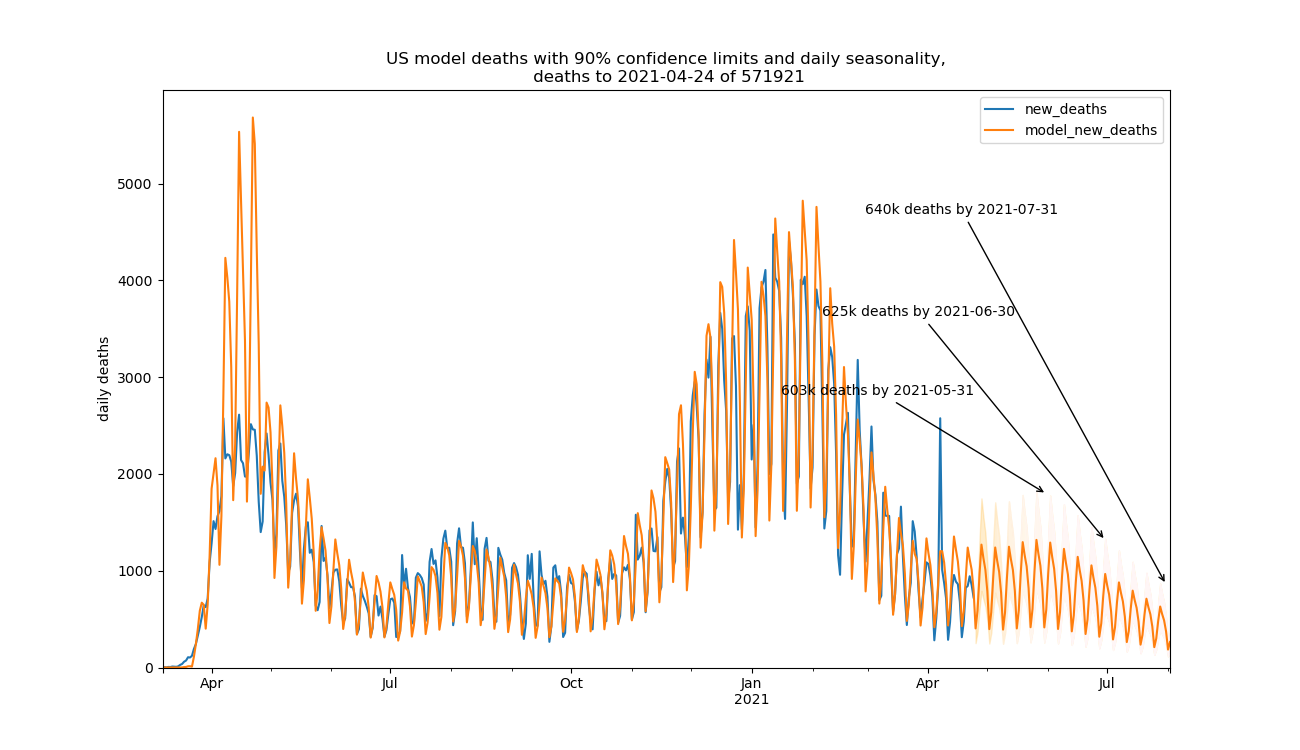 US model deaths with 90% confidence limits and daily seasonality,
deaths to 2021-04-24 of 571921
new_deaths
model_new_deaths
daily deaths
5000
4000
3000
2000
1000
0
640k deaths by 2021-07-31
625k deaths by 2021-06-30
603k deaths by 2021-05-31
Apr
Jul
Oct
Jan
2021
Apr
Jul